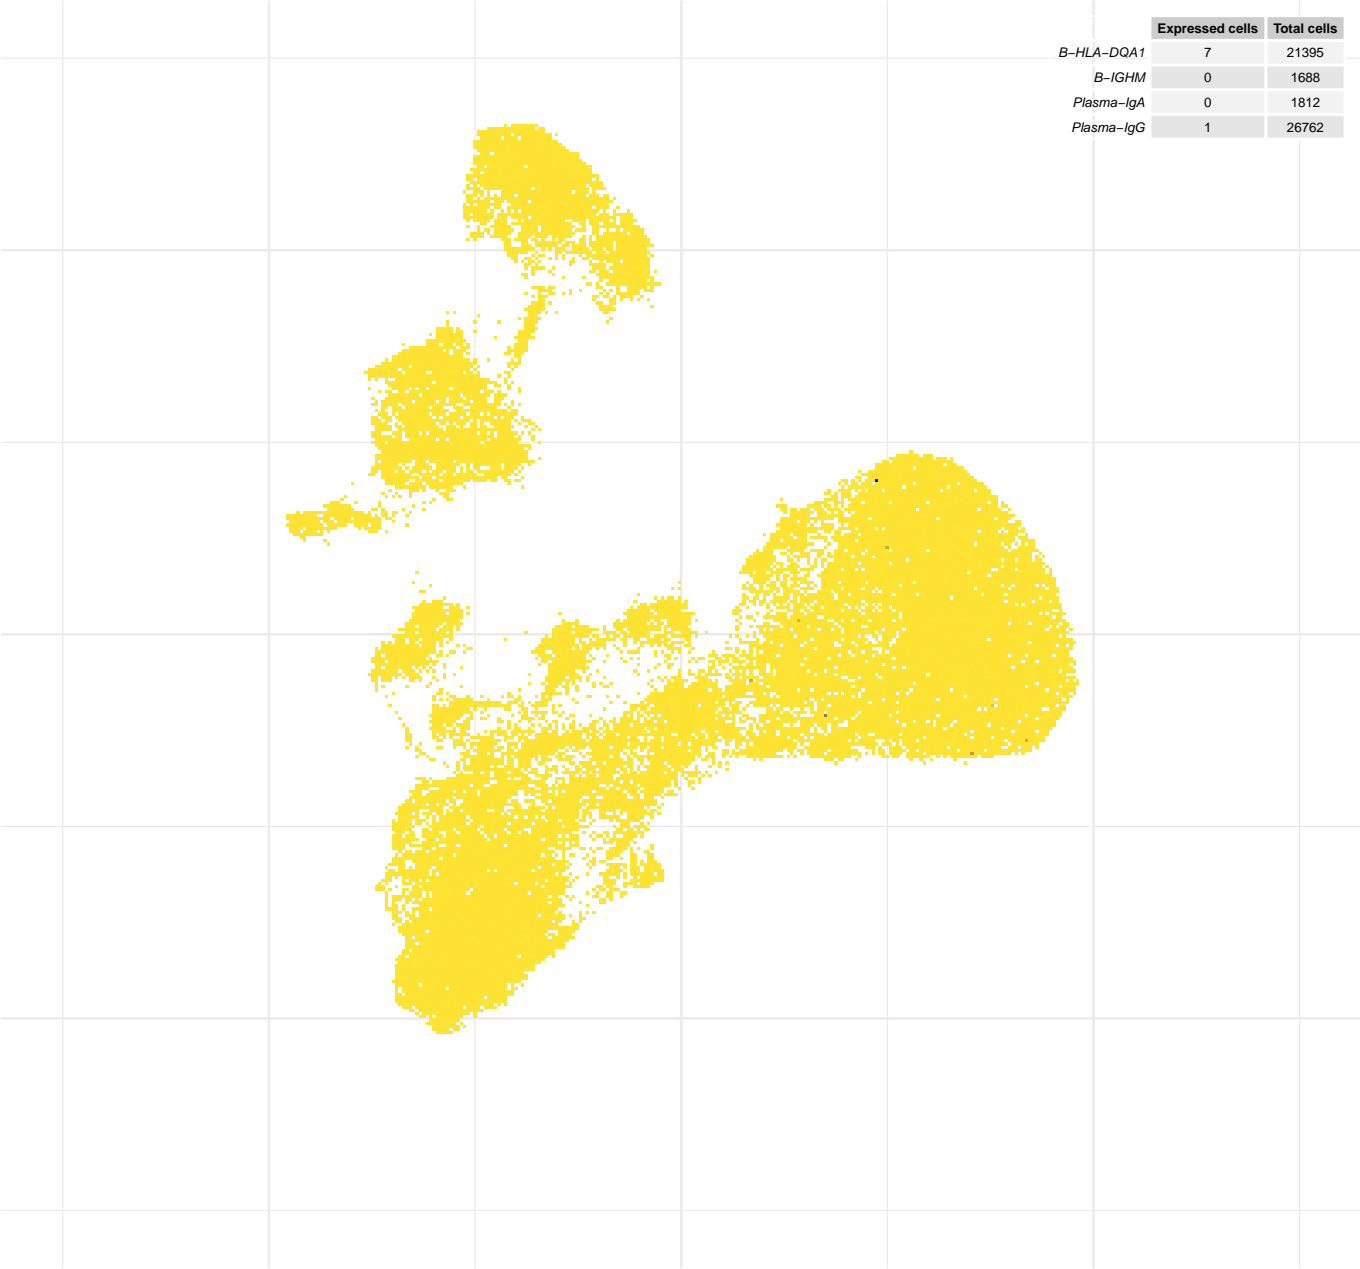 Expressed cells Total cells
B–HLA–DQA1 7 21395
B–IGHM 0 1688
Plasma–IgA 0 1812
Plasma–IgG 1 26762